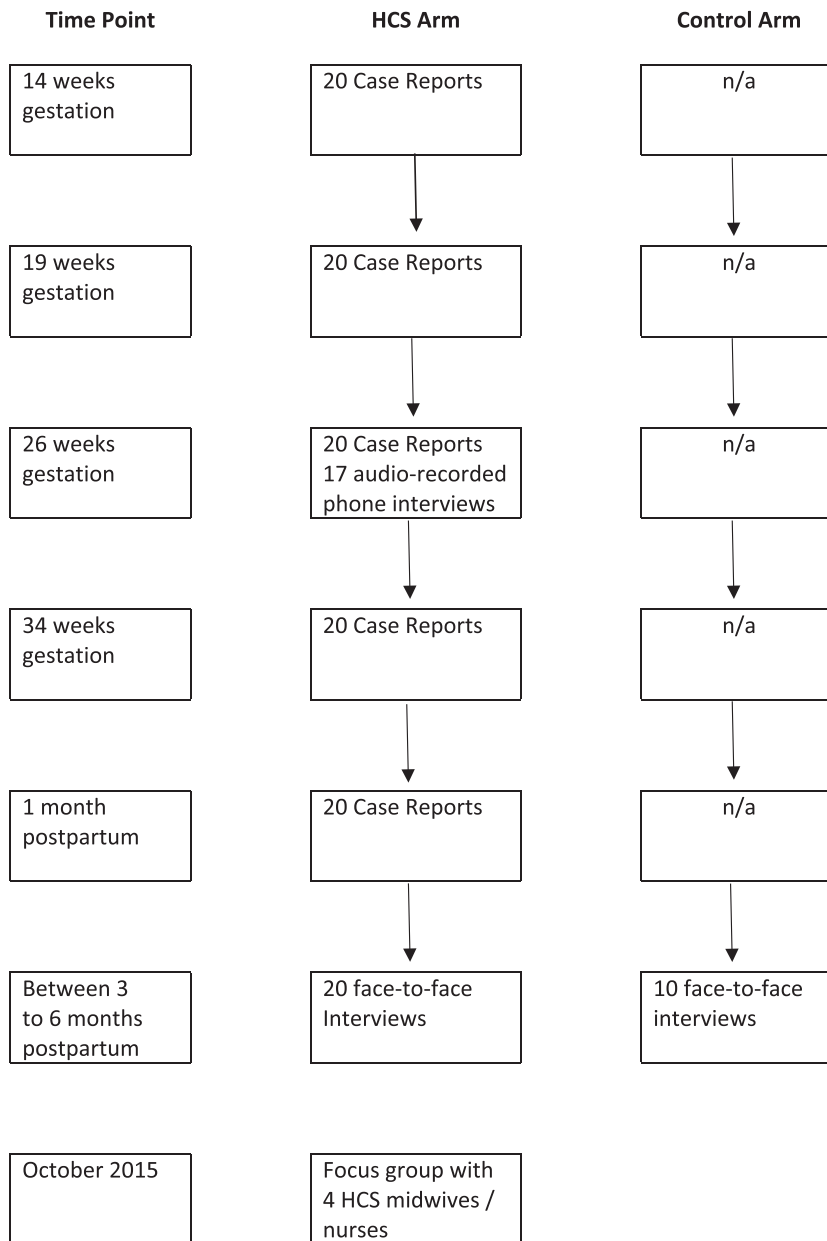 Time Point
HCS Arm
Control Arm
14 weeks
gestation
20 Case Reports
n/a
19 weeks
gestation
20 Case Reports
n/a
26 weeks
gestation
20 Case Reports
17 audio-recorded
phone interviews
n/a
34 weeks
gestation
20 Case Reports
n/a
1 month
postpartum
20 Case Reports
n/a
Between 3
to 6 months
postpartum
20 face-to-face
Interviews
10 face-to-face
interviews
October 2015
Focus group with
4 HCS midwives /
nurses